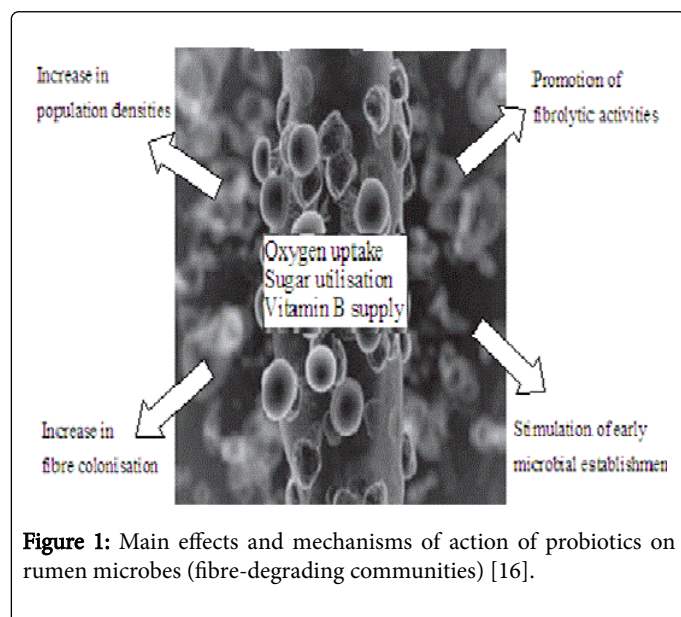 Increase in
population densities
Promotion of
fibrolytic activities
Oxygen uptake
Sugar utilisation
Vitamin B supply
Increase in
fibre colonisation
Stimulation of early
microbial establishmen
Figure 1: Main effects and mechanisms of action of probiotics on
rumen microbes (fibre-degrading communities) [16].